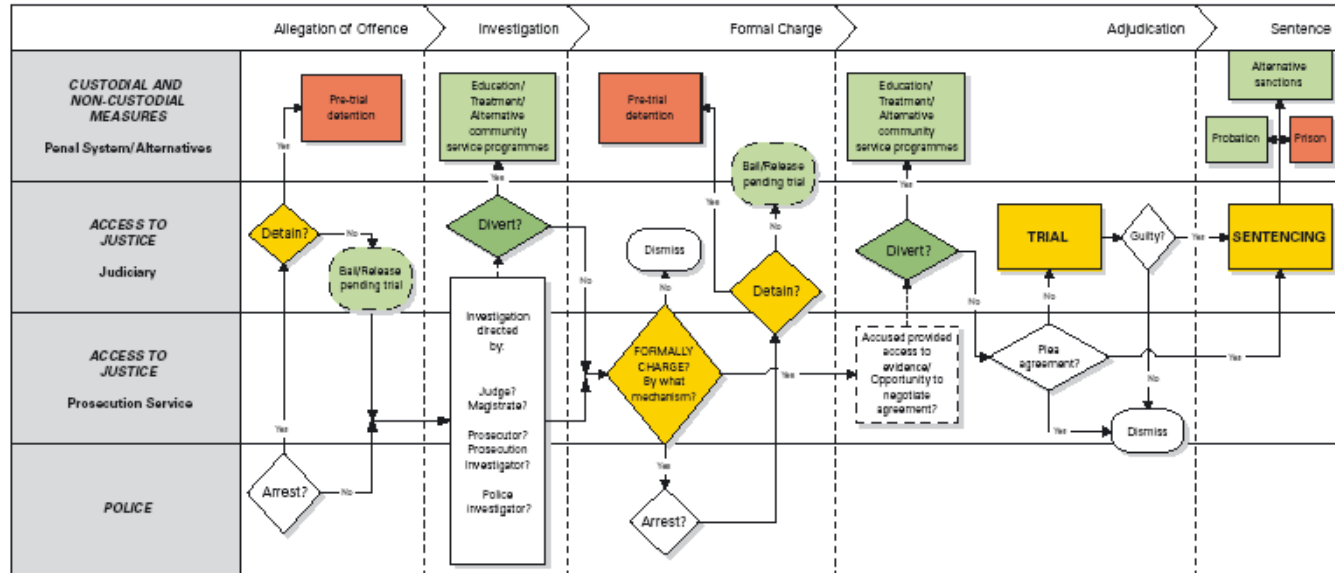 Allegation of Offence
Investigation
Formal Charge
Adjudication
Sentence
CUSTODIAL AND
NON-CUSTODIAL
MEASURES
Penal System/Alternatives
Pre-trial
detention
Education/
Treatment/
Alternative
community
service programmes
Pre-trial
detention
Bail/Release
pending trial
Education/
Treatment/
Alternative
community
service programmes
Alternative
sanctions
Probation
Prison
Yes
Yes
Yes
Yes
ACCESS TO
JUSTICE
Judiciary
Detain?
No
Bail/Release
pending trial
Divert?
No
Dismiss
No
Detain?
No
Divert?
No
TRIAL
No
Guilty?
Yes
SENTENCING
ACCESS TO
JUSTICE
Prosecution Service
Yes
Investigation
directed
by:
Judge?
Magistrate?
Prosecutor?
Prosecution
Investigator?
Police
investigator?
FORMALLY
CHARGE?
By what
mechanism?
Yes
Accused provided
access to
evidence/
Opportunity to
negotiate
agreement?
Plea
agreement?
Yes
No
Yes
Dismiss
POLICE
Arrest?
No
Yes
Arrest?